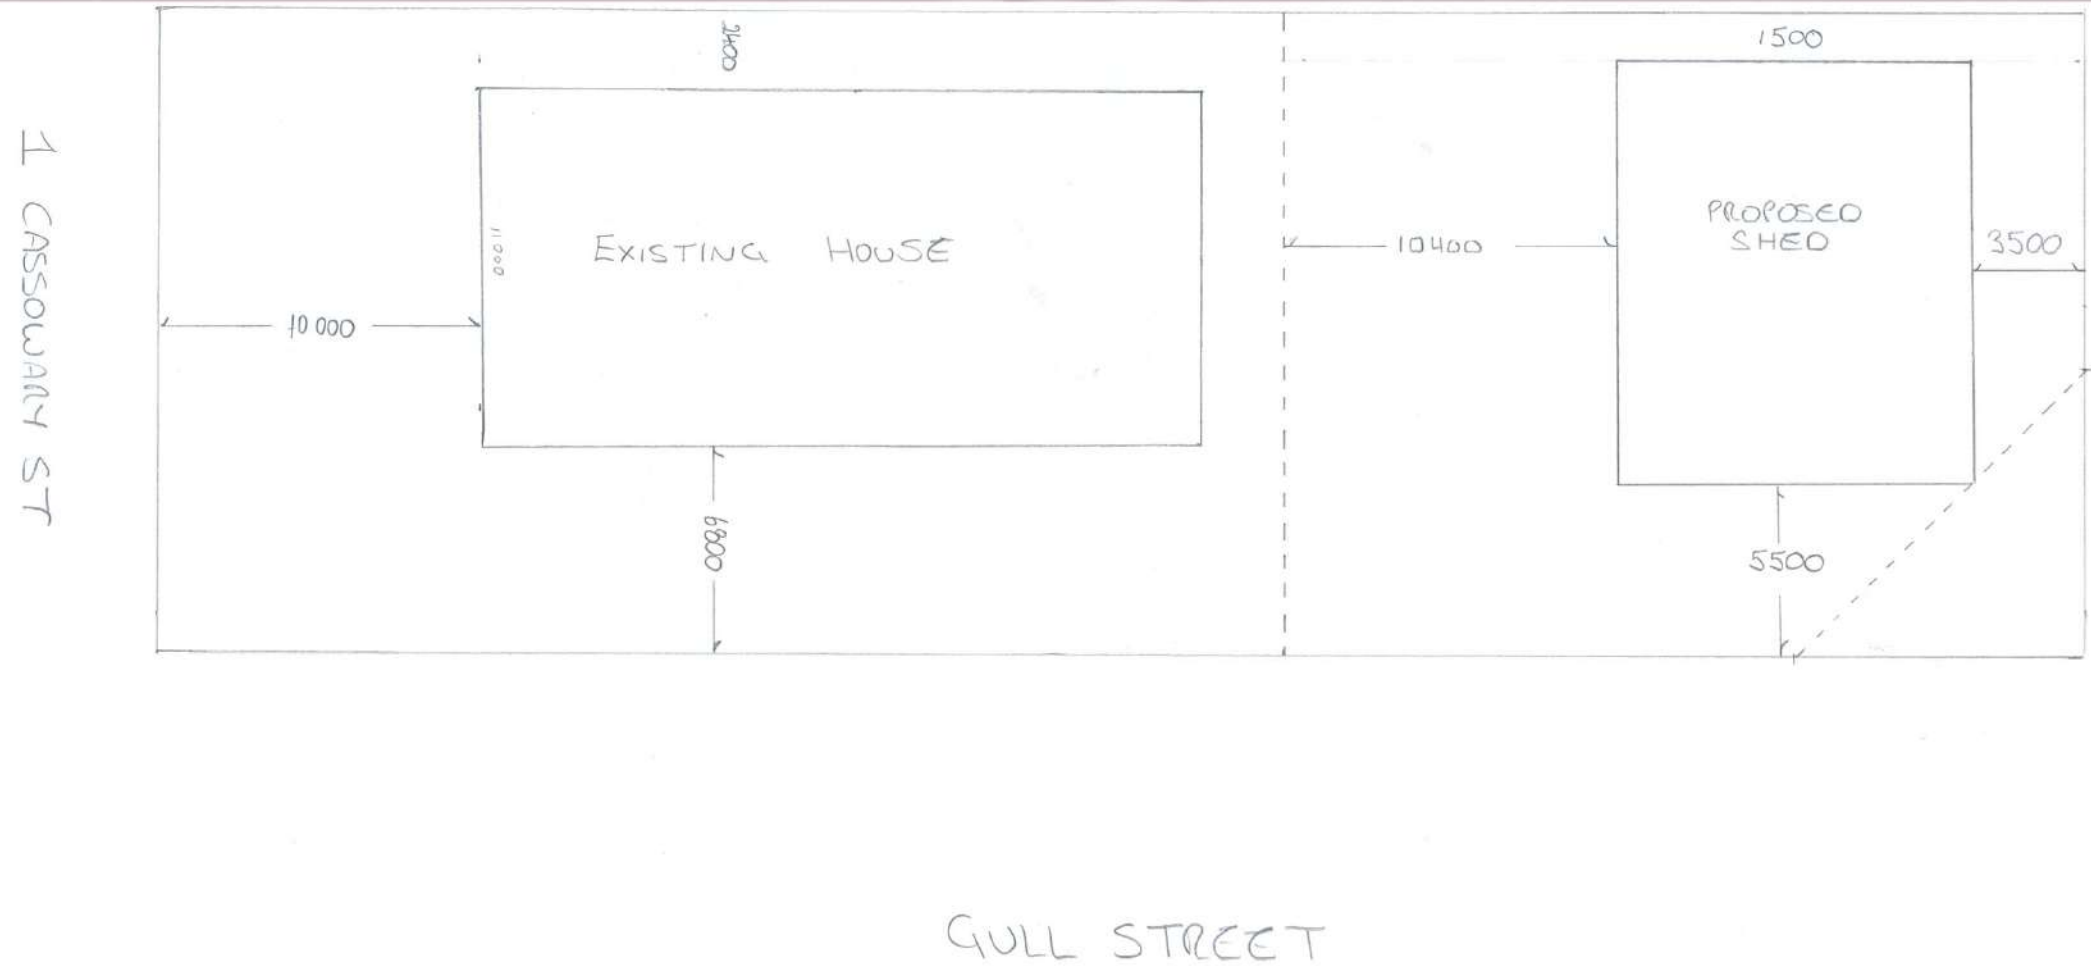 2400
1500
1 CASSOWARY ST
EXISTING HOUSE
11000
10 000
6800
10400
PROPOSED
SHED
3500
5500
GULL STREET